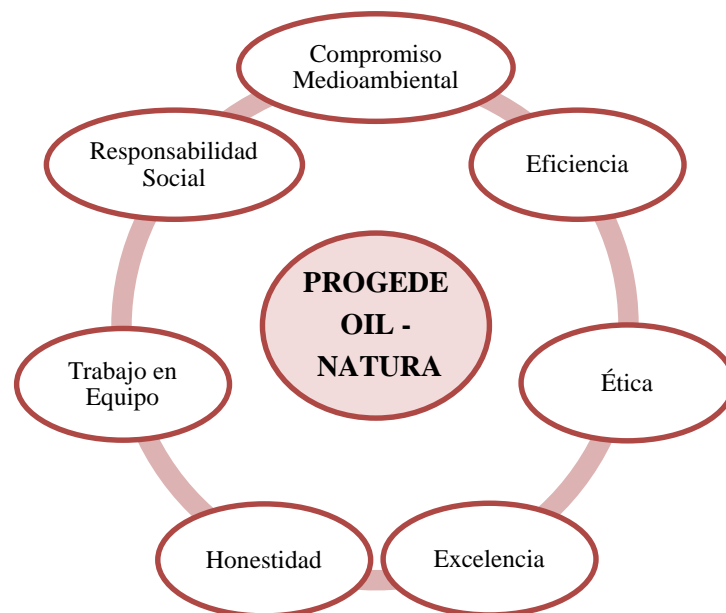 Compromiso
Medioambiental
Responsabilidad
Social
Eficiencia
PROGEDE
OIL -
NATURA
Trabajo en
Equipo
Ética
Honestidad
Excelencia